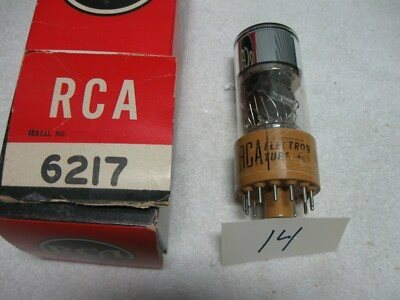 RCA
SERIAL NO.
6217
RCA ELECTRON
TUBE
14